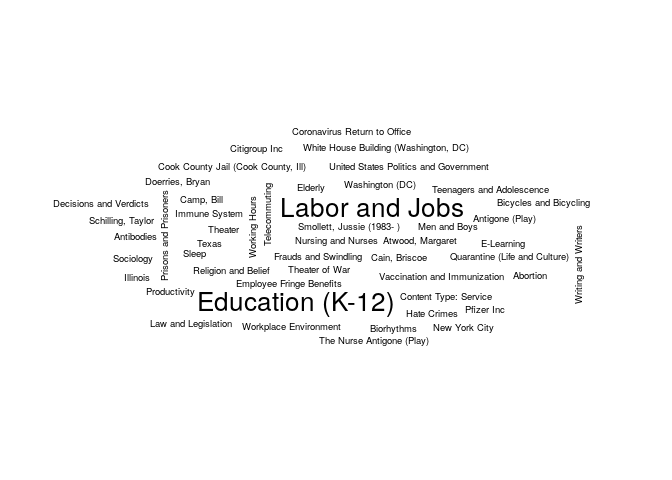 Coronavirus Return to Office
Citigroup Inc
White House Building (Washington, DC)
Cook County Jail (Cook County, Ill)
United States Politics and Government
Doerries, Bryan
Elderly
Washington (DC)
Teenagers and Adolescence
Decisions and Verdicts
Prisons and Prisoners
Camp, Bill
Working Hours
Telecommuting
Labor and Jobs
Bicycles and Bicycling
Schilling, Taylor
Immune System
Antigone (Play)
Theater
Smollett, Jussie (1983- )
Men and Boys
Antibodies
Texas
Nursing and Nurses
Atwood, Margaret
E-Learning
Writing and Writers
Sociology
Sleep
Frauds and Swindling
Cain, Briscoe
Quarantine (Life and Culture)
Illinois
Religion and Belief
Theater of War
Vaccination and Immunization
Abortion
Productivity
Employee Fringe Benefits
Education (K-12)
Content Type: Service
Hate Crimes
Pfizer Inc
Law and Legislation
Workplace Environment
Biorhythms
New York City
The Nurse Antigone (Play)